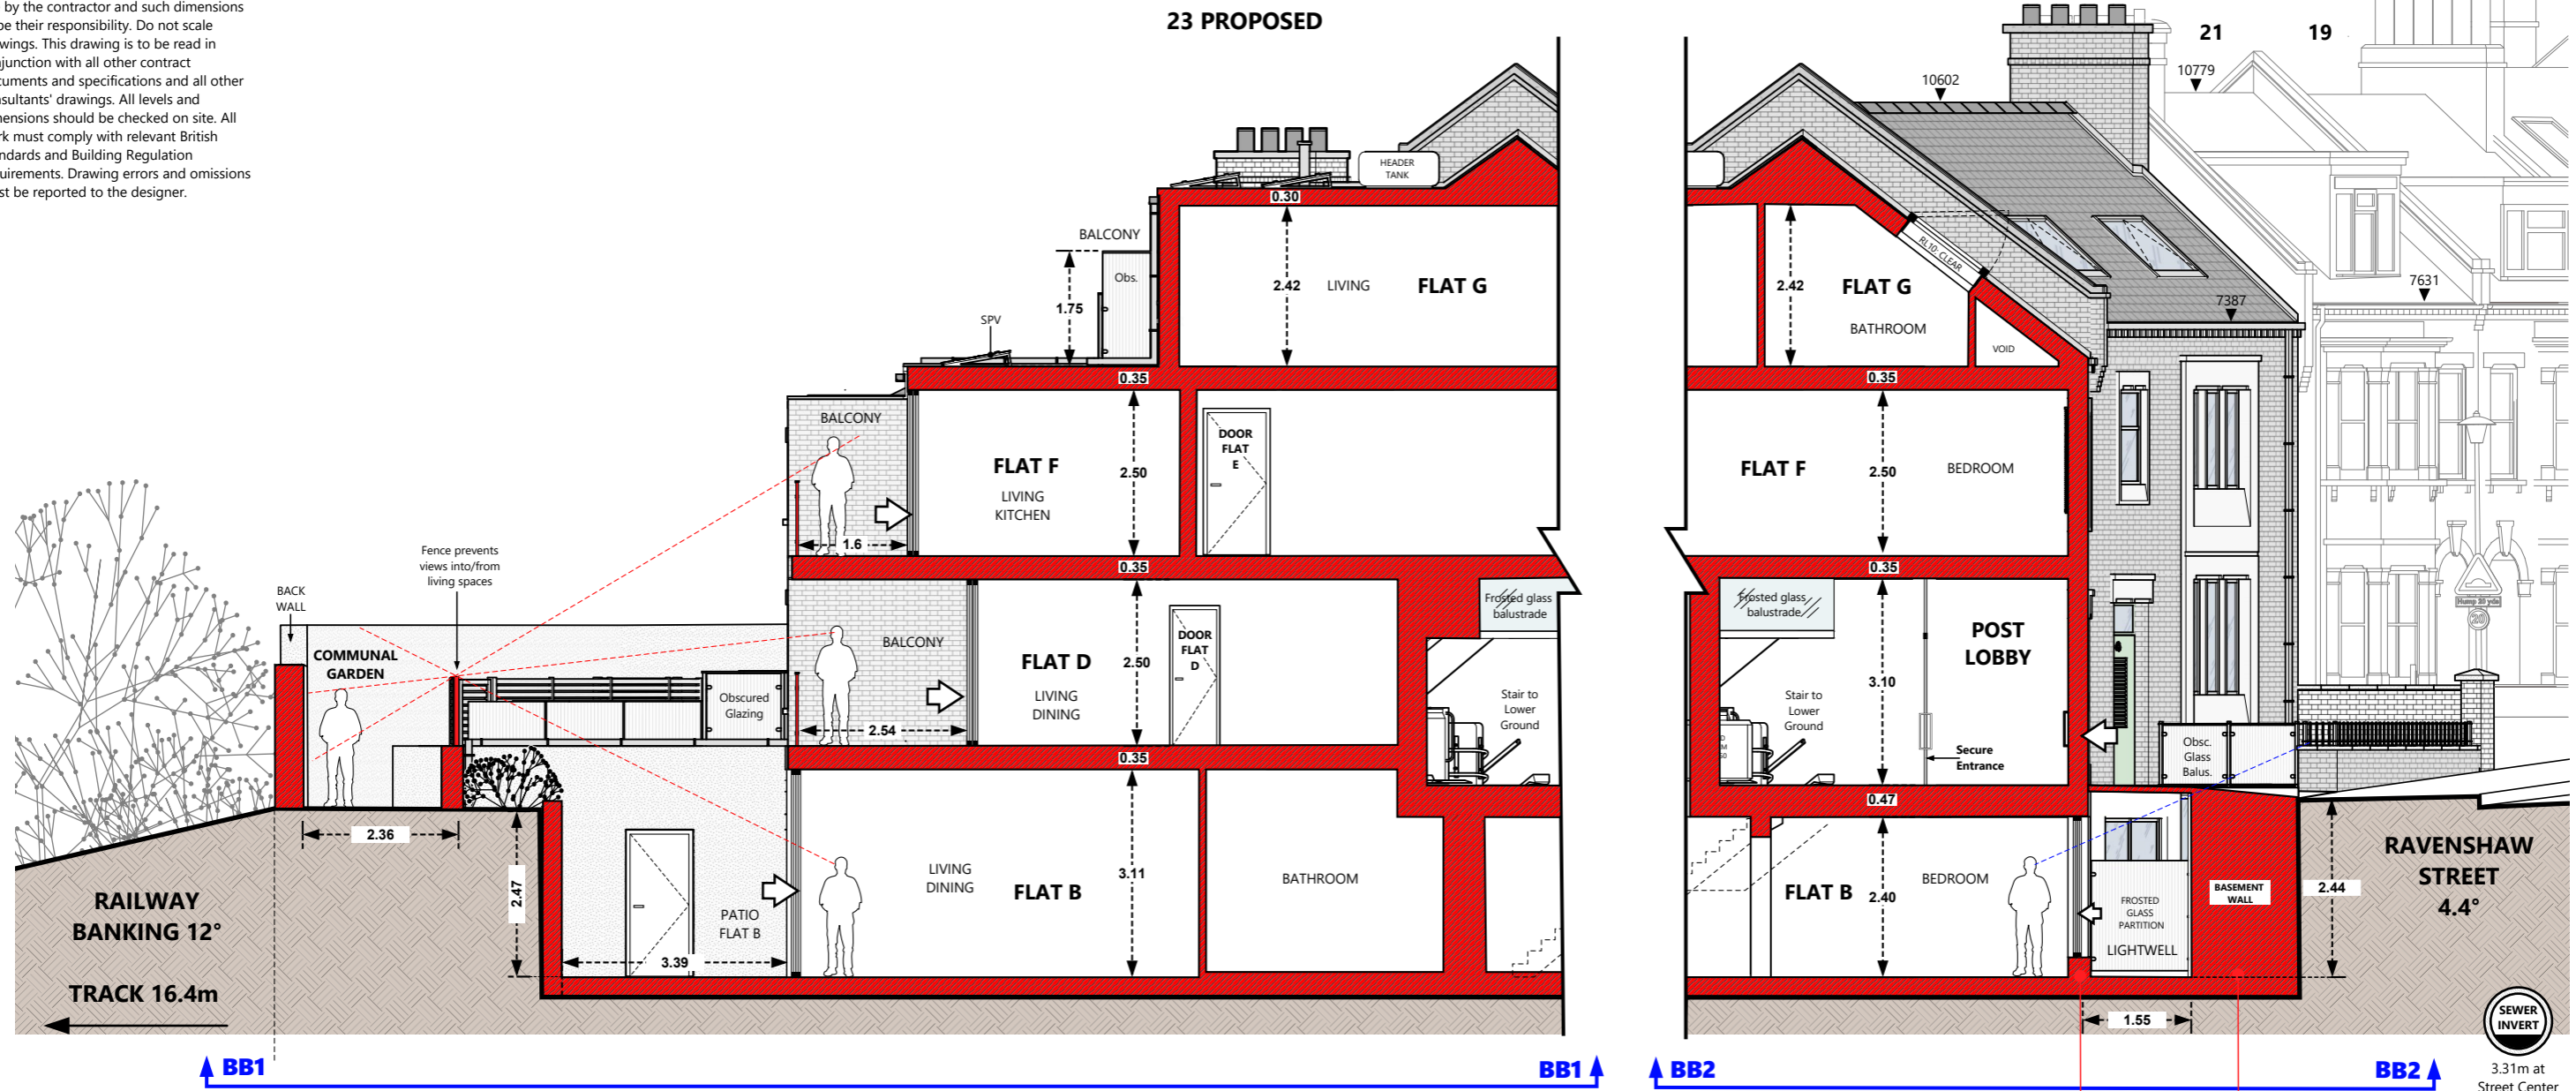 by the contractor and such dimensions
be their responsibility. Do not scale
wings. This drawing is to be read in
njunction with all other contract
cuments and specifications and all other
nsultants' drawings. All levels and
mensions should be checked on site. All
rk must comply with relevant British
ndards and Building Regulation
uirements. Drawing errors and omissions
st be reported to the designer.
23 PROPOSED
21
19
10602
10779
HEADER
TANK
0.30
BALCONY
Obs.
1.75
2.42
LIVING
FLAT G
SPV
0.35
2.42
FLAT G
BATHROOM
RL10: CLEAR
VOID
7387
7631
0.35
BALCONY
FLAT F
LIVING
KITCHEN
2.50
DOOR
FLAT
E
1.6
0.35
FLAT F
2.50
BEDROOM
0.35
Fence prevents
views into/from
living spaces
BACK
WALL
COMMUNAL
GARDEN
Obscured
Glazing
BALCONY
2.54
FLAT D
LIVING
DINING
2.50
DOOR
FLAT
D
0.35
Frosted glass
balustrade
Stair to
Lower
Ground
Frosted glass
balustrade
Stair to
Lower
Ground
3.10
POST
LOBBY
Secure
Entrance
0.47
Obsc.
Glass
Balus.
Hump 20 yds
20
2.36
2.47
RAILWAY
BANKING 12°
TRACK 16.4m
PATIO
FLAT B
3.39
LIVING
DINING
FLAT B
3.11
BATHROOM
FLAT B
2.40
BEDROOM
FROSTED
GLASS
PARTITION
LIGHTWELL
BASEMENT
WALL
2.44
RAVENSHAW
STREET
4.4°
1.55
SEWER
INVERT
3.31m at
Street Center
BB1
BB1
BB2
BB2